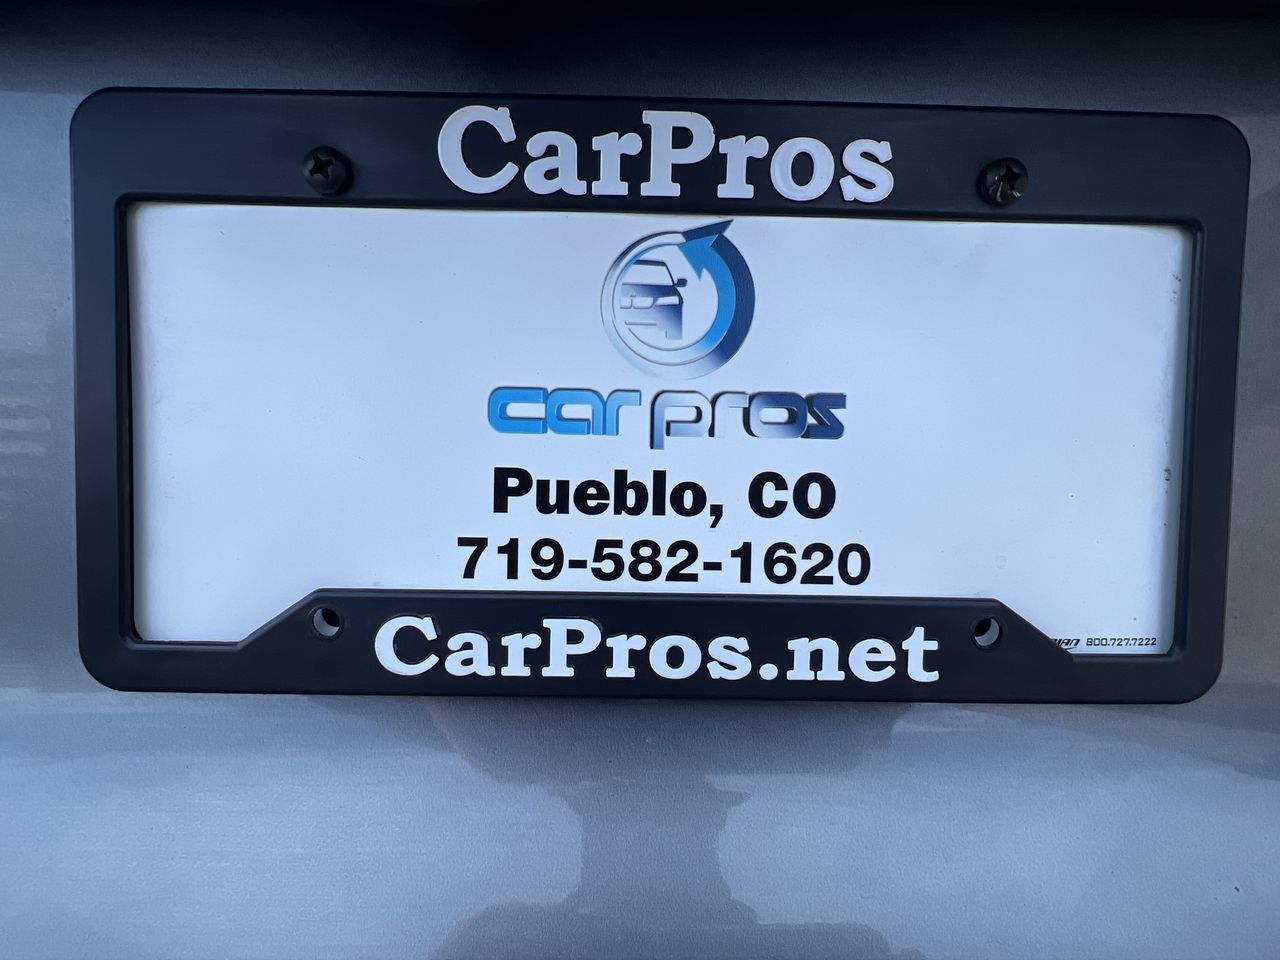 CarPros
car pros
Pueblo, CO
719-582-1620
CarPros.net
800.727.7222